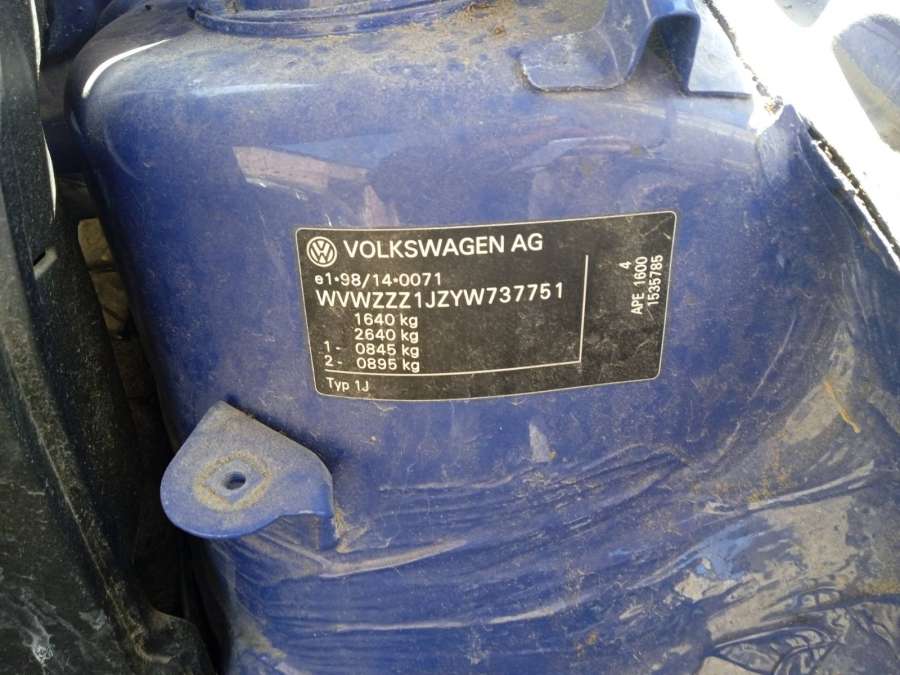 VOLKSWAGEN AG
e1•98/14•0071
WVWZZZ1JZYW737751
1640 kg
2640 kg
1- 0845 kg
2- 0895 kg
Typ 1J
4
APE 1600
1535785